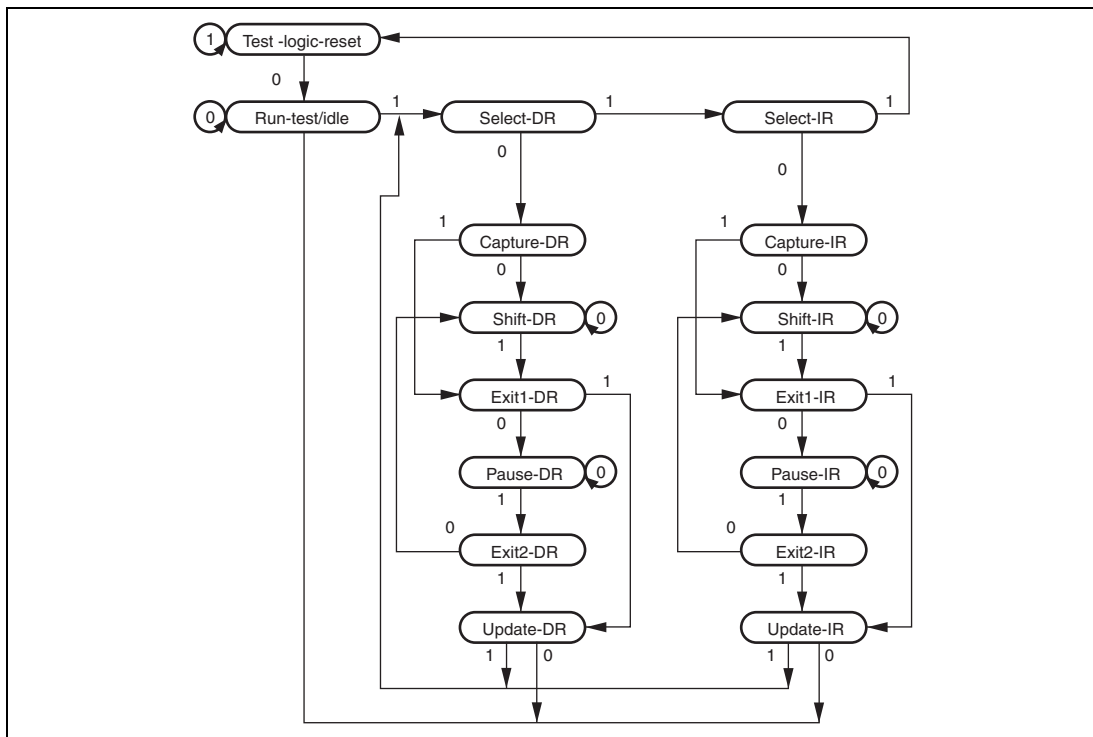 1 Test -logic-reset
0
0 Run-test/idle 1 Select-DR 1 Select-IR 1
0 0
1 1
Capture-DR Capture-IR
0 0
Shift-DR 0 Shift-IR 0
1 1
Exit1-DR 1 Exit1-IR 1
0 0
Pause-DR 0 Pause-IR 0
1 1
0 0
Exit2-DR Exit2-IR
1 1
Update-DR Update-IR
1 0 1 0